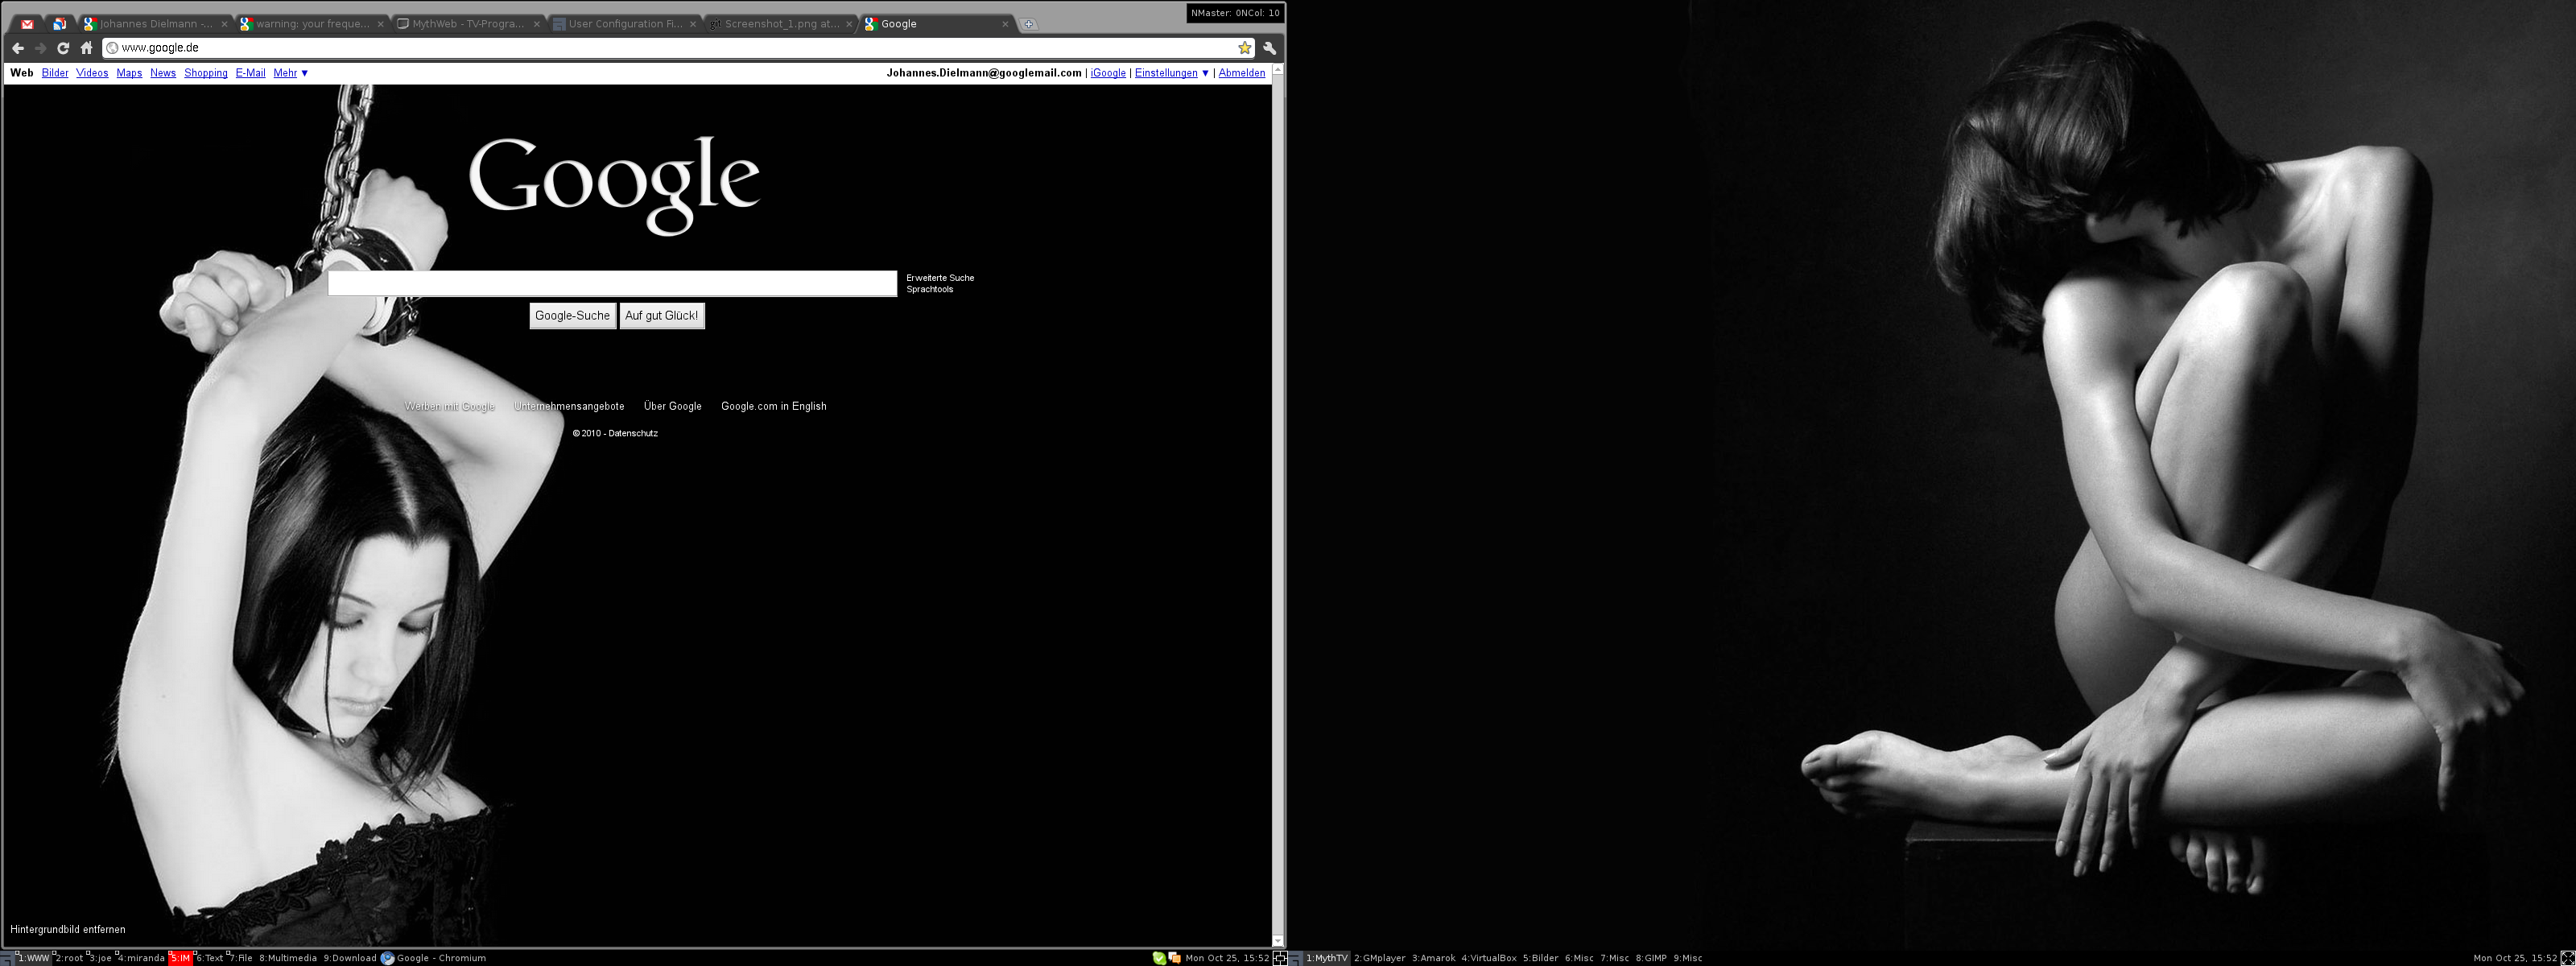 NMaster: 0NCol: 10
Johannes Dielmann -...
warning: your freque...
MythWeb - TV-Progra...
User Configuration Fi...
Screenshot_1.png at...
Google
www.google.de
Web Bilder Videos Maps News Shopping E-Mail Mehr ▼
Johannes.Dielmann@googlemail.com | iGoogle | Einstellungen ▼ | Abmelden
Google
Erweiterte Suche
Sprachtools
Google-Suche Auf gut Glück!
Werben mit Google Unternehmensangebote Über Google Google.com in English
© 2010 - Datenschutz
Hintergrundbild entfernen
1:WWW 2:root 3:joe 4:miranda 5:IM 6:Text 7:File 8:Multimedia 9:Download Google - Chromium
Mon Oct 25, 15:52
1:MythTV 2:GMplayer 3:Amarok 4:VirtualBox 5:Bilder 6:Misc 7:Misc 8:GIMP 9:Misc
Mon Oct 25, 15:52